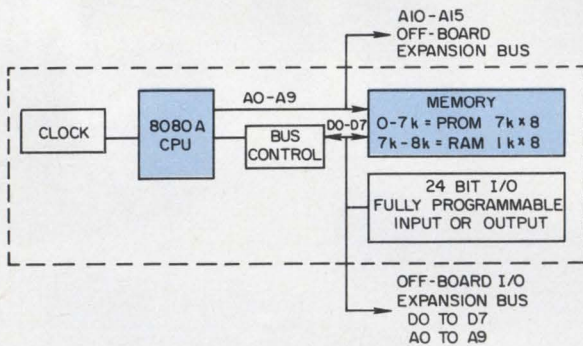 A10-A15
OFF-BOARD
EXPANSION BUS
CLOCK
8080A
CPU
A0-A9
BUS
CONTROL
D0-D7
MEMORY
0-7k = PROM 7k×8
7k-8k = RAM 1k×8
24 BIT I/O
FULLY PROGRAMMABLE
INPUT OR OUTPUT
OFF-BOARD I/O
EXPANSION BUS
D0 TO D7
A0 TO A9